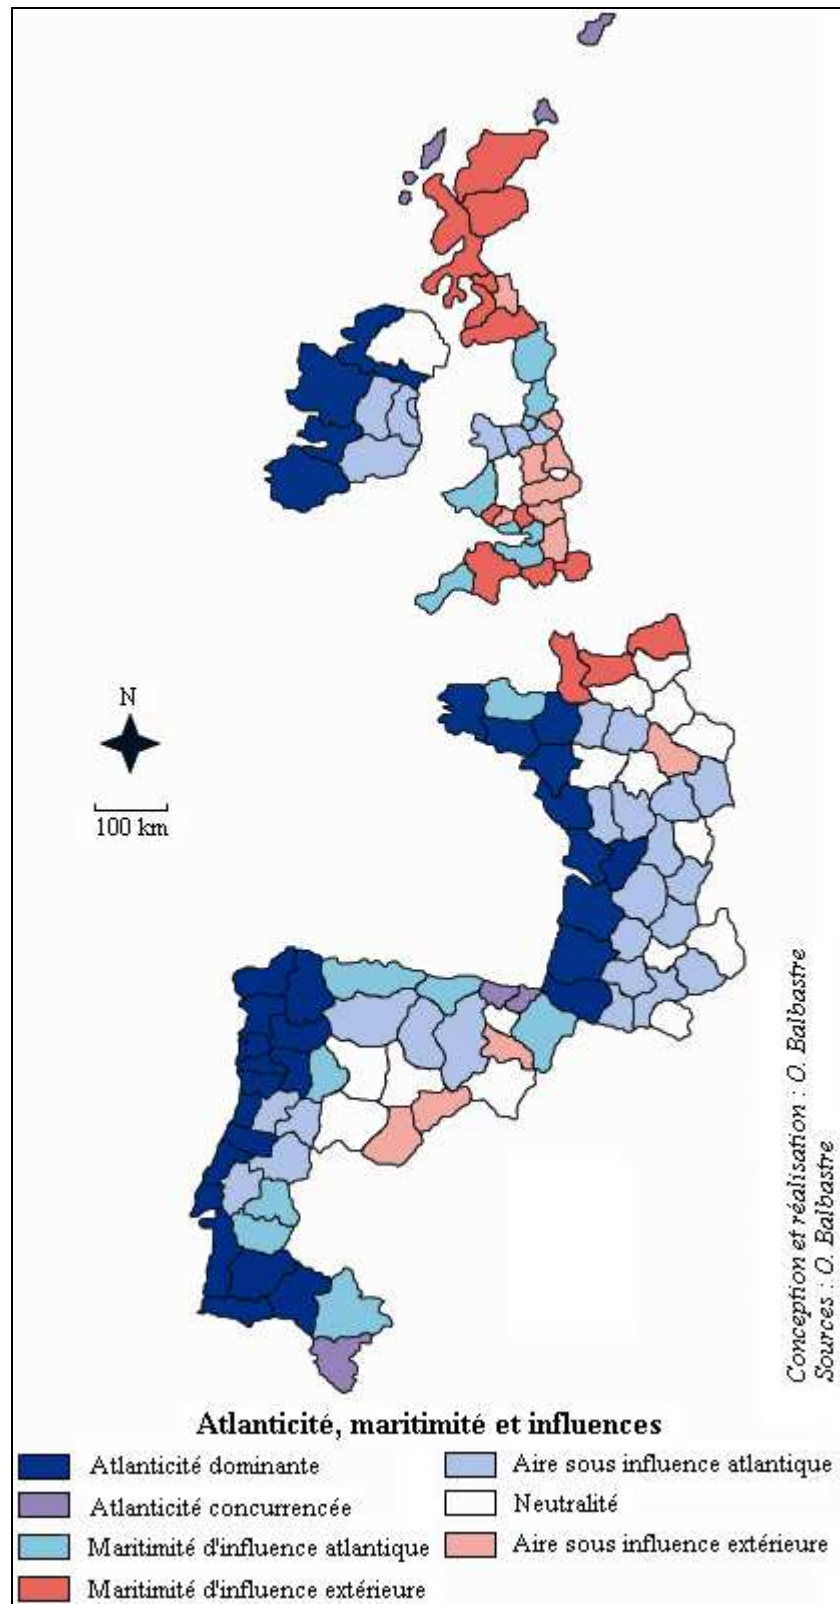 N
100 km
Conception et réalisation : O. Balbastre
Sources : O. Balbastre
Atlanticité, maritimité et influences
Atlanticité dominante
Atlanticité concurrencée
Maritimité d'influence atlantique
Maritimité d'influence extérieure
Aire sous influence atlantique
Neutralité
Aire sous influence extérieure